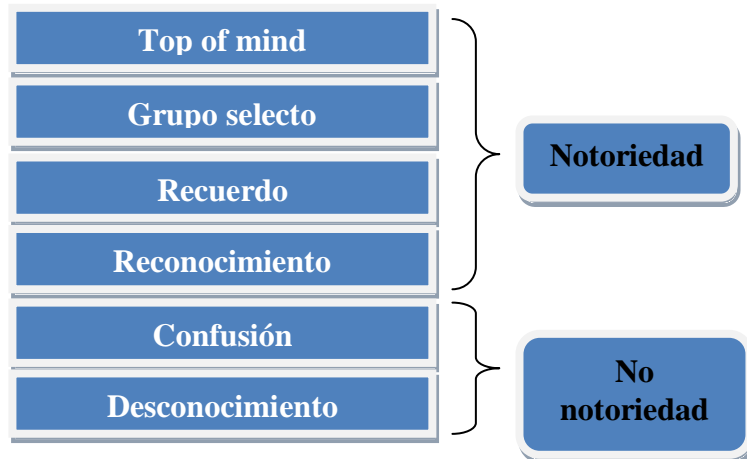 Top of mind
Grupo selecto
Recuerdo
Reconocimiento
Confusión
Desconocimiento
Notoriedad
No
notoriedad